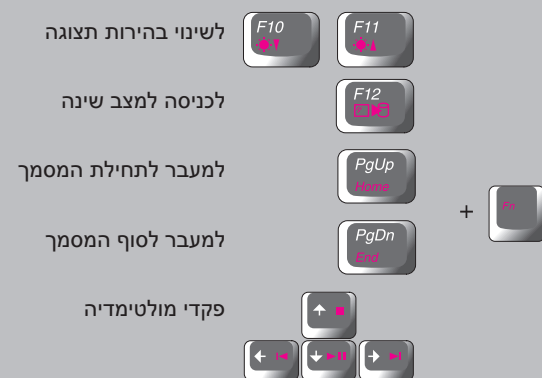 לשינוי בהירות תצוגה F10 F11
לכניסה למצב שינה F12
למעבר לתחילת המסמך PgUp Home
+ Fn
למעבר לסוף המסמך PgDn End
פקדי מולטימדיה